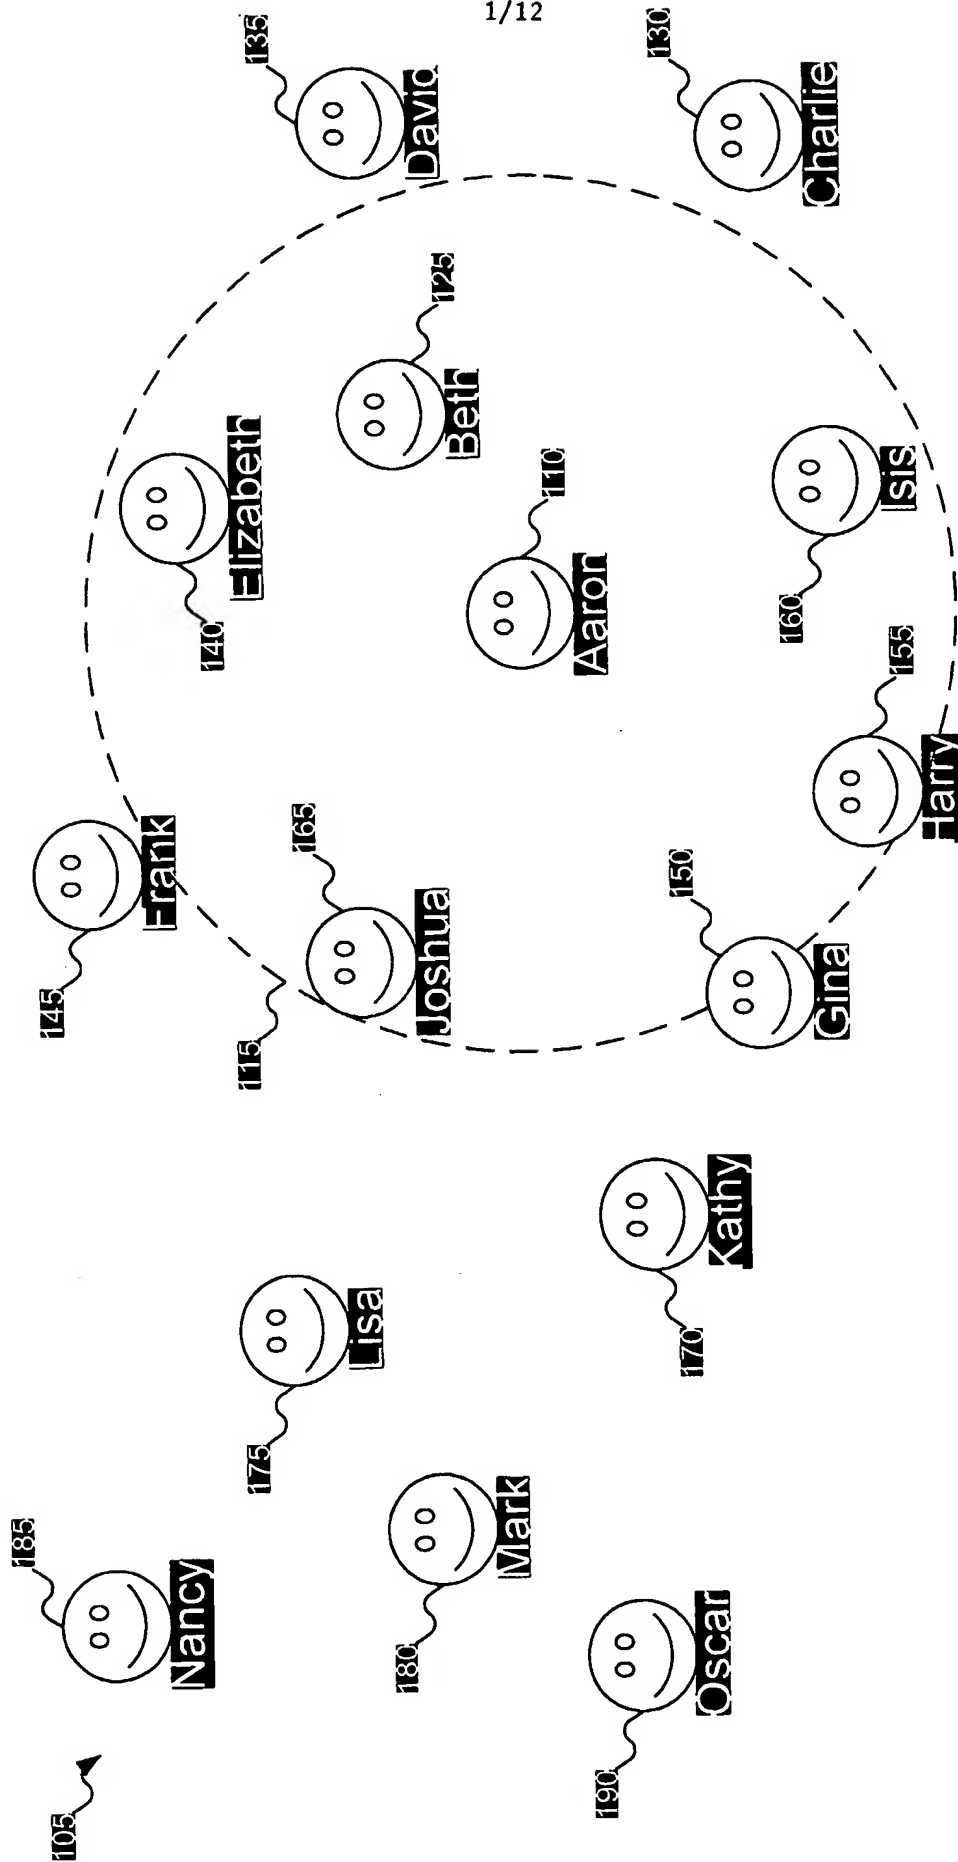 1/12
105
185
Nancy
190
Oscar
180
Mark
175
Lisa
170
Kathy
115
145
Frank
165
Joshua
150
Gina
155
Harry
140
Elizabeth
110
Aaron
160
Isis
125
Beth
135
David
130
Charlie